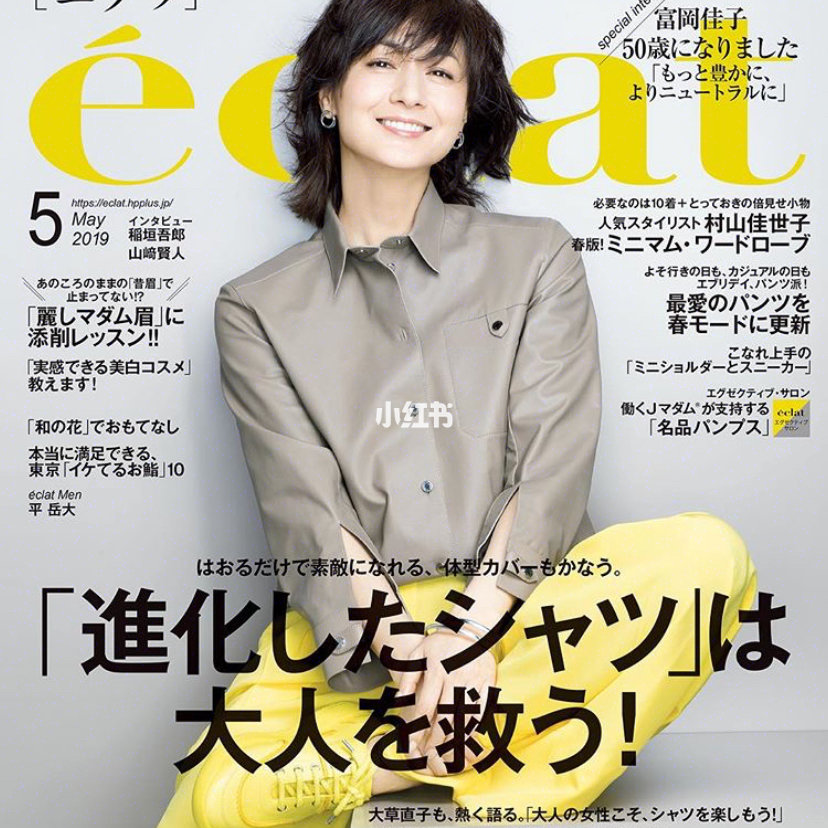 [エクラ]
éclat
special inte
富岡佳子
50歳になりました
「もっと豊かに、
よりニュートラルに」
5
https://eclat.hpplus.jp/
May
2019
インタビュー
稲垣吾郎
山﨑賢人
あのころのままの「昔眉」で
止まってない!?
「麗しマダム眉」に
添削レッスン!!
「実感できる美白コスメ」
教えます!
「和の花」でおもてなし
本当に満足できる、
東京「イケてるお鮨」10
éclat Men
平 岳大
必要なのは10着+とっておきの倍見せ小物
人気スタイリスト 村山佳世子
春版! ミニマム・ワードローブ
よそ行きの日も、カジュアルの日も
エブリデイ、パンツ派!
最愛のパンツを
春モードに更新
こなれ上手の
「ミニショルダーとスニーカー」
エグゼクティブ・サロン
働くJマダム®が支持する
「名品パンプス」
éclat
エグゼクティブ
サロン
小红书
はおるだけで素敵になれる、体型カバーもかなう。
「進化したシャツ」は
大人を救う!
大草直子も、熱く語る。「大人の女性こそ、シャツを楽しもう!」